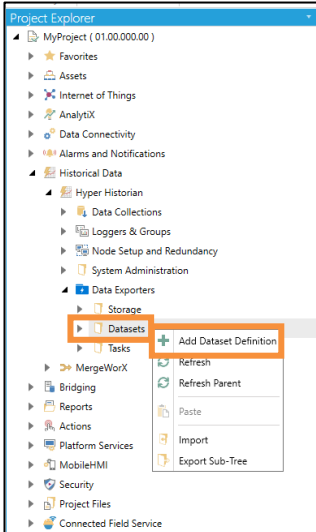 Project Explorer
MyProject ( 01.00.000.00 )
Favorites
Assets
Internet of Things
AnalytiX
Data Connectivity
Alarms and Notifications
Historical Data
Hyper Historian
Data Collections
Loggers & Groups
Node Setup and Redundancy
System Administration
Data Exporters
Storage
Datasets
Add Dataset Definition
Tasks
Refresh
MergeWorX
Refresh Parent
Bridging
Reports
Paste
Actions
Platform Services
Import
MobileHMI
Export Sub-Tree
Security
Project Files
Connected Field Service